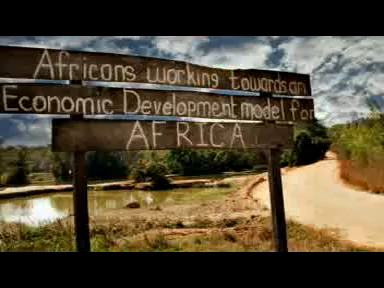 Africans working towards an
Economic Development model for
AFRICA